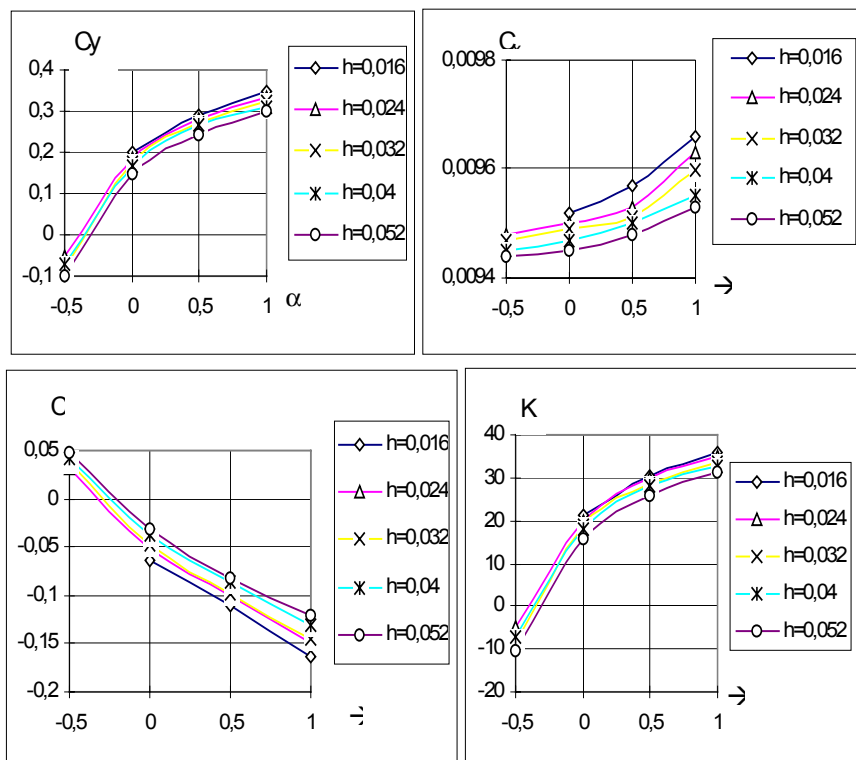 Cy
0,4
0,3
0,2
0,1
0
-0,1
-0,5 0 0,5 1 α
h=0,016
h=0,024
h=0,032
h=0,04
h=0,052
0,0098
0,0096
0,0094
-0,5 0 0,5 1
h=0,016
h=0,024
h=0,032
h=0,04
h=0,052
C
0,05
0
-0,05
-0,1
-0,15
-0,2
-0,5 0 0,5 1
h=0,016
h=0,024
h=0,032
h=0,04
h=0,052
K
40
30
20
10
0
-10
-20
-0,5 0 0,5 1
h=0,016
h=0,024
h=0,032
h=0,04
h=0,052